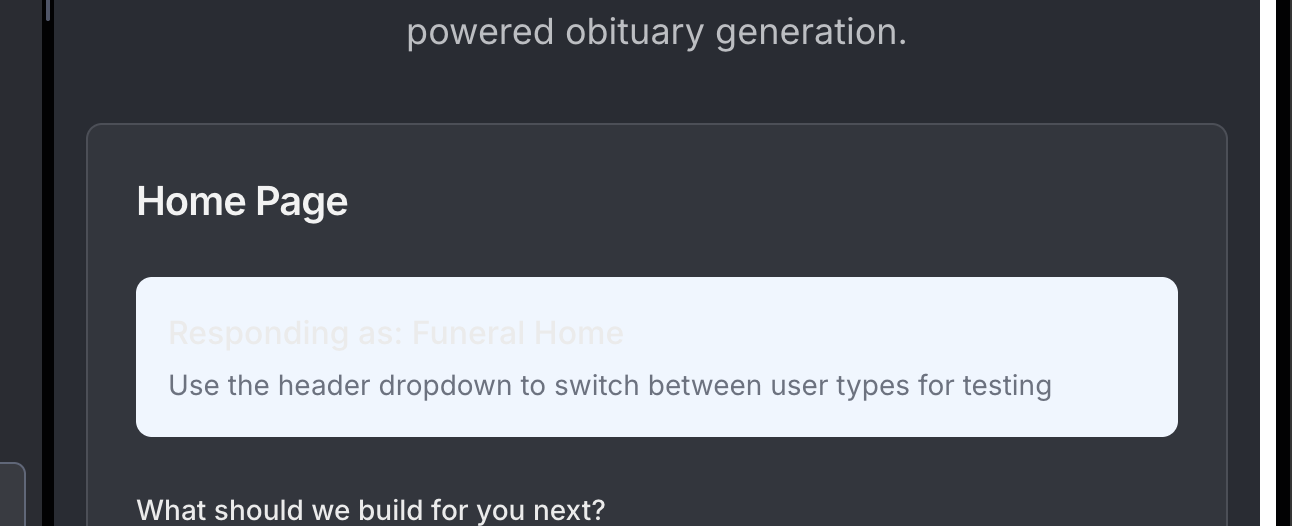 powered obituary generation.
Home Page
Responding as: Funeral Home
Use the header dropdown to switch between user types for testing
What should we build for you next?